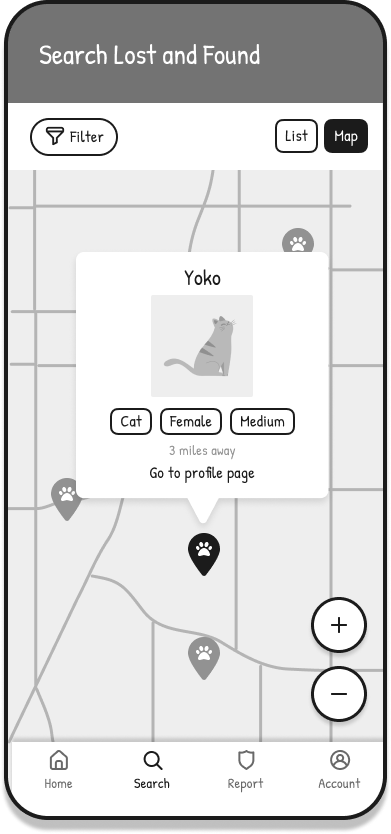 Search Lost and Found
Filter
List
Map
Yoko
Cat
Female
Medium
3 miles away
Go to profile page
+
−
Home
Search
Report
Account